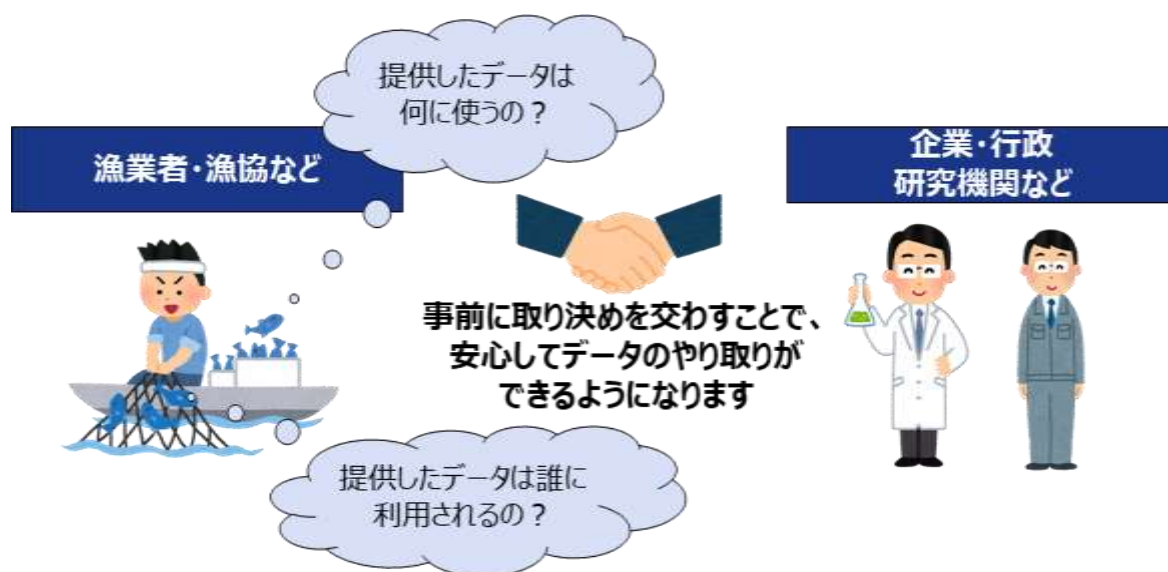 提供したデータは
何に使うの？
漁業者・漁協など
企業・行政
研究機関など
事前に取り決めを交わすことで、
安心してデータのやり取りが
できるようになります
提供したデータは誰に
利用されるの？